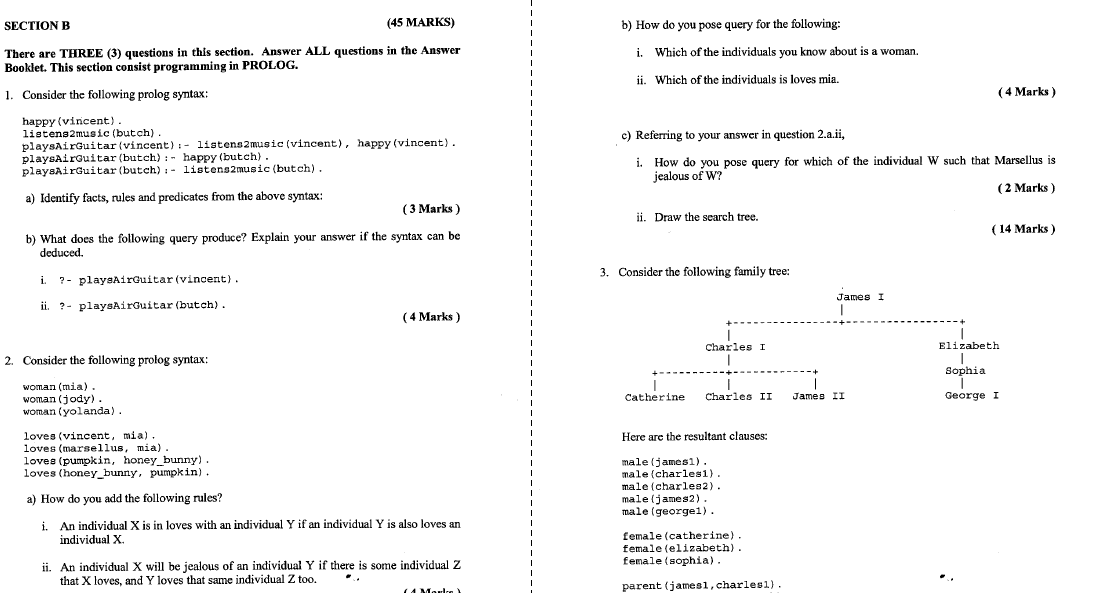 SECTION B (45 MARKS)
There are THREE (3) questions in this section. Answer ALL questions in the Answer
Booklet. This section consist programming in PROLOG.
1. Consider the following prolog syntax:
happy(vincent).
listens2music(butch).
playsAirGuitar(vincent):- listens2music(vincent), happy(vincent).
playsAirGuitar(butch):- happy(butch).
playsAirGuitar(butch):- listens2music(butch).
a) Identify facts, rules and predicates from the above syntax:
(3 Marks)
b) What does the following query produce? Explain your answer if the syntax can be
deduced.
i. ?- playsAirGuitar(vincent).
ii. ?- playsAirGuitar(butch).
(4 Marks)
2. Consider the following prolog syntax:
woman(mia).
woman(jody).
woman(yolanda).
loves(vincent, mia).
loves(marsellus, mia).
loves(pumpkin, honey_bunny).
loves(honey_bunny, pumpkin).
a) How do you add the following rules?
i. An individual X is in loves with an individual Y if an individual Y is also loves an
individual X.
ii. An individual X will be jealous of an individual Y if there is some individual Z
that X loves, and Y loves that same individual Z too.
(4 Marks)
b) How do you pose query for the following:
i. Which of the individuals you know about is a woman.
ii. Which of the individuals is loves mia.
(4 Marks)
c) Referring to your answer in question 2.a.ii,
i. How do you pose query for which of the individual W such that Marsellus is
jealous of W?
(2 Marks)
ii. Draw the search tree.
(14 Marks)
3. Consider the following family tree:
James I
Charles I Elizabeth
Sophia
Catherine Charles II James II George I
Here are the resultant clauses:
male(james1).
male(charles1).
male(charles2).
male(james2).
male(george1).
female(catherine).
female(elizabeth).
female(sophia).
parent(james1,charles1).